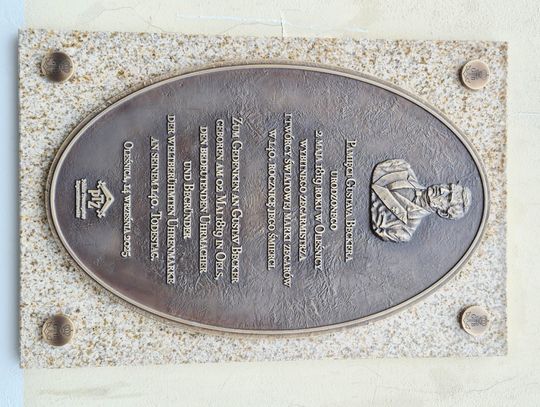 Pamięci Gustawa Beckera
urodzonego
2 maja 1819 roku w Oleśnicy
wybitnego zegarmistrza
i twórcy światowej marki zegarów
w 140. rocznicę jego śmierci.
Zum Gedenken an Gustav Becker
geboren am 02 Mai 1819 in Oels,
den bedeutenden Uhrmacher
und Begründer
der weltberühmten Uhrenmarke
an seinem 140. Todestag.
Oleśnica, 14 września 2025